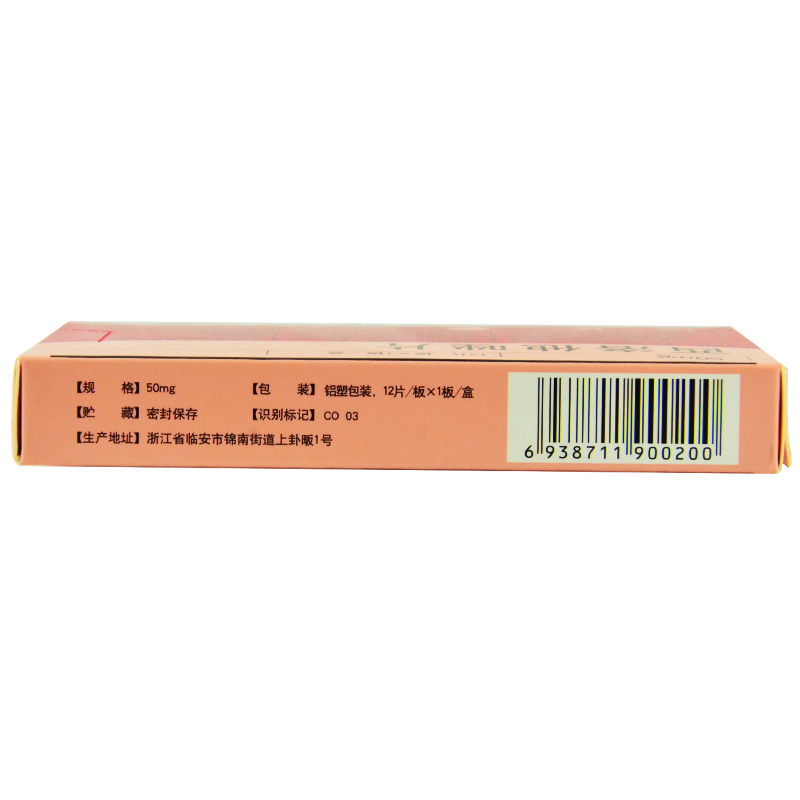 【规 格】50mg 【包 装】铝塑包装,12片/板×1板/盒
【贮 藏】密封保存 【识别标记】CO 03
【生产地址】浙江省临安市锦南街道上卦畈1号
6 938711 900200